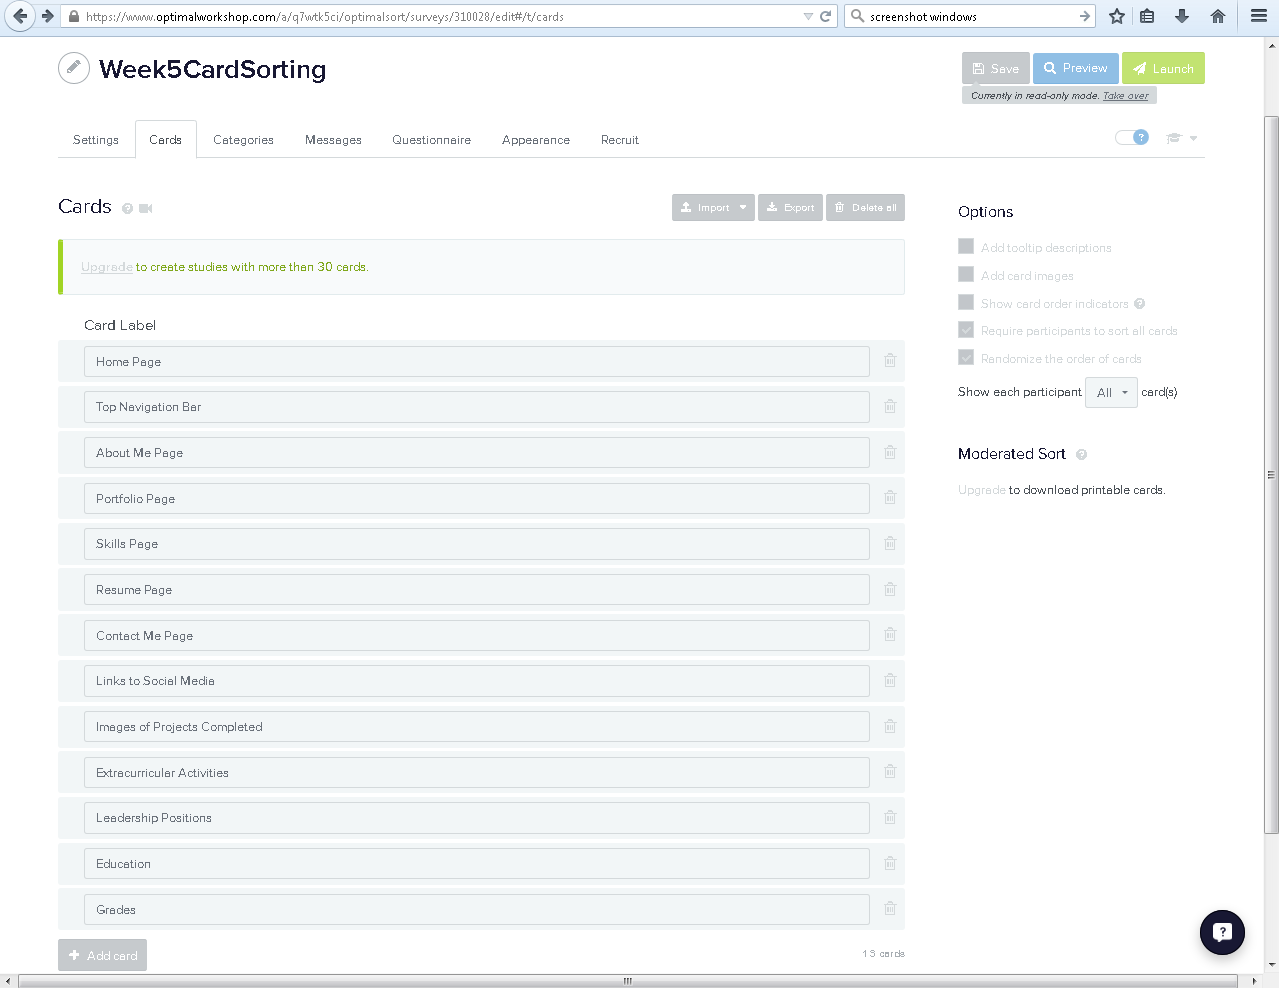 https://www.optimalworkshop.com/a/q7wtk5ci/optimalsort/surveys/310028/edit#/t/cards
screenshot windows
Week5CardSorting
Save
Preview
Launch
Currently in read-only mode. Take over
Settings
Cards
Categories
Messages
Questionnaire
Appearance
Recruit
Cards
Import
Export
Delete all
Upgrade to create studies with more than 30 cards.
Card Label
Home Page
Top Navigation Bar
About Me Page
Portfolio Page
Skills Page
Resume Page
Contact Me Page
Links to Social Media
Images of Projects Completed
Extracurricular Activities
Leadership Positions
Education
Grades
Add card
13 cards
Options
Add tooltip descriptions
Add card images
Show card order indicators
Require participants to sort all cards
Randomize the order of cards
Show each participant All card(s)
Moderated Sort
Upgrade to download printable cards.